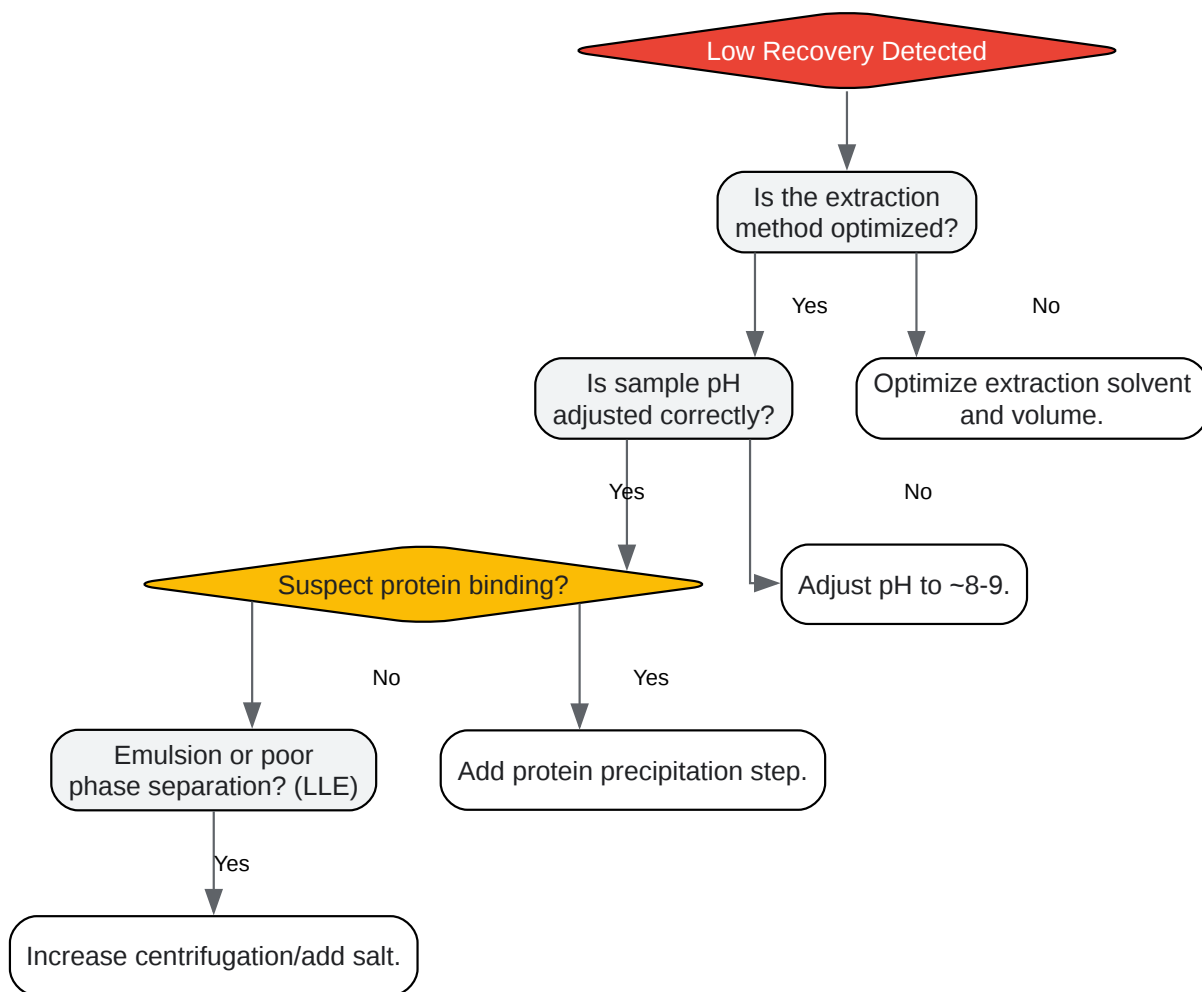 Low Recovery Detected
Is the extraction
method optimized?
Yes
No
Is sample pH
adjusted correctly?
Optimize extraction solvent
and volume.
Yes
No
Suspect protein binding?
Adjust pH to ~8-9.
No
Yes
Emulsion or poor
phase separation? (LLE)
Add protein precipitation step.
Yes
Increase centrifugation/add salt.